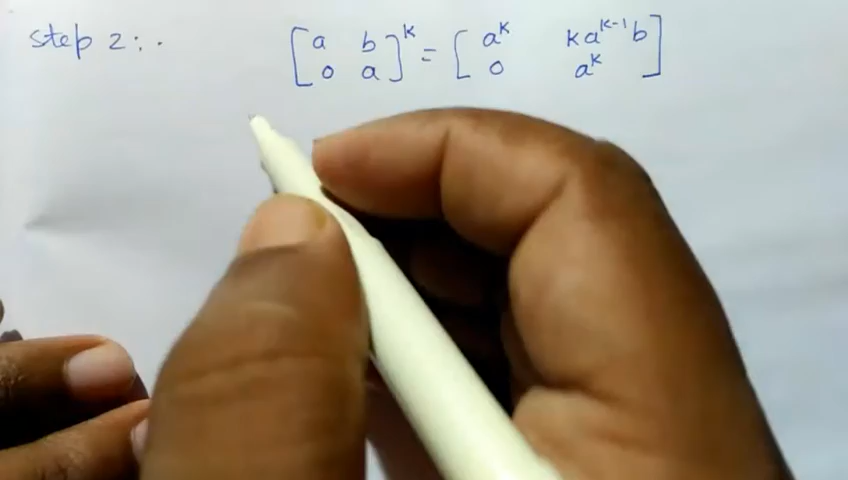 step 2:.
[a b
0 a]^k = [a^k ka^{k-1}b
0 a^k]